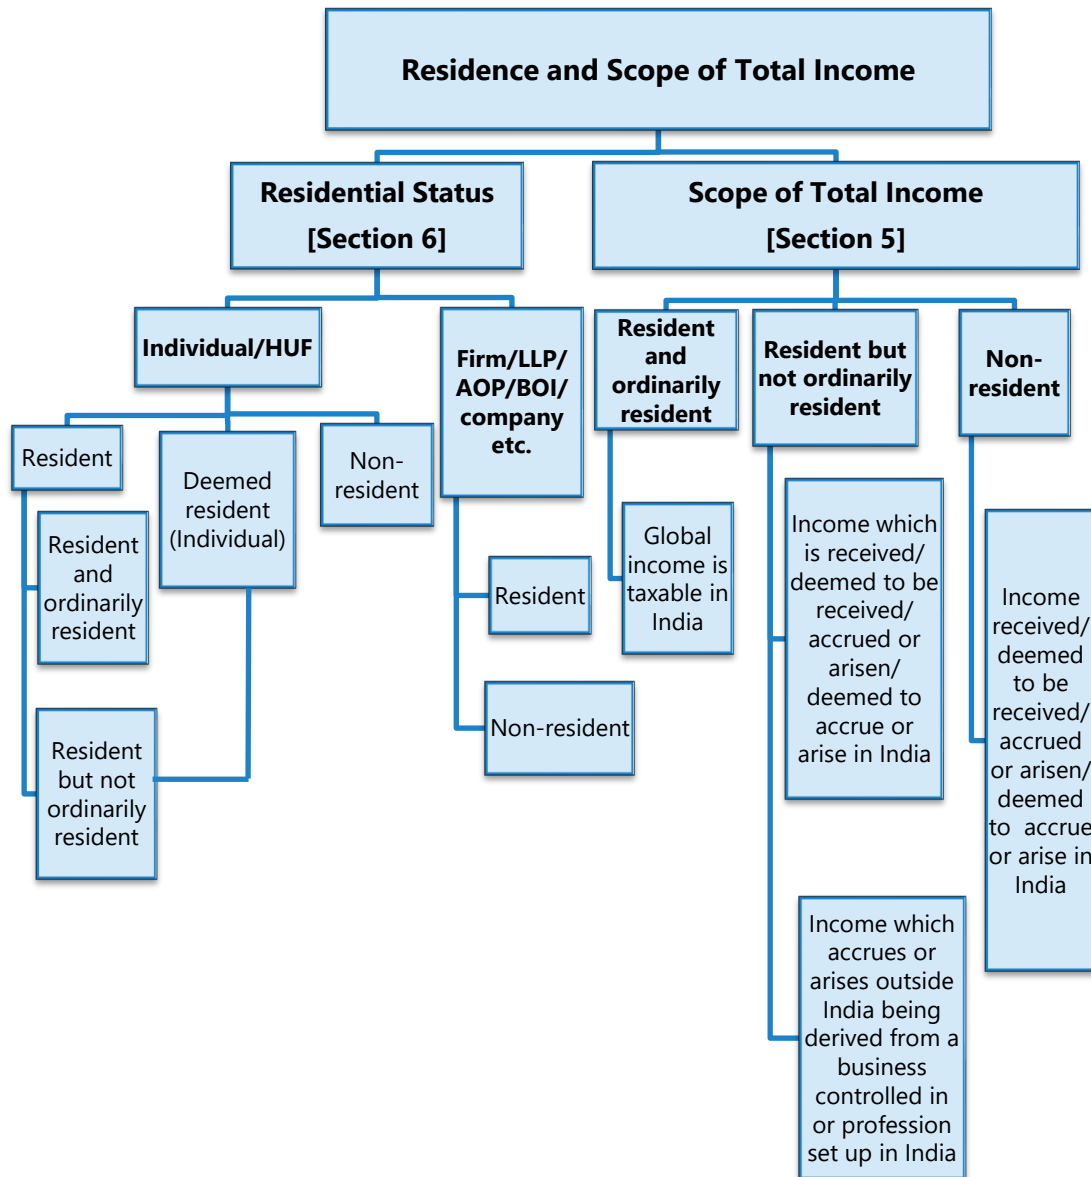 Residence and Scope of Total Income
Residential Status
[Section 6]
Scope of Total Income
[Section 5]
Individual/HUF
Firm/LLP/
AOP/BOI/
company
etc.
Resident
and
ordinarily
resident
Resident but
not ordinarily
resident
Non-
resident
Resident
Deemed
resident
(Individual)
Non-
resident
Resident
and
ordinarily
resident
Resident
but not
ordinarily
resident
Resident
Non-resident
Global
income is
taxable in
India
Income which
is received/
deemed to be
received/
accrued or
arisen/
deemed to
accrue or
arise in India
Income which
accrues or
arises outside
India being
derived from a
business
controlled in
or profession
set up in India
Income
received/
deemed
to be
received/
accrued
or arisen/
deemed
to accrue
or arise in
India